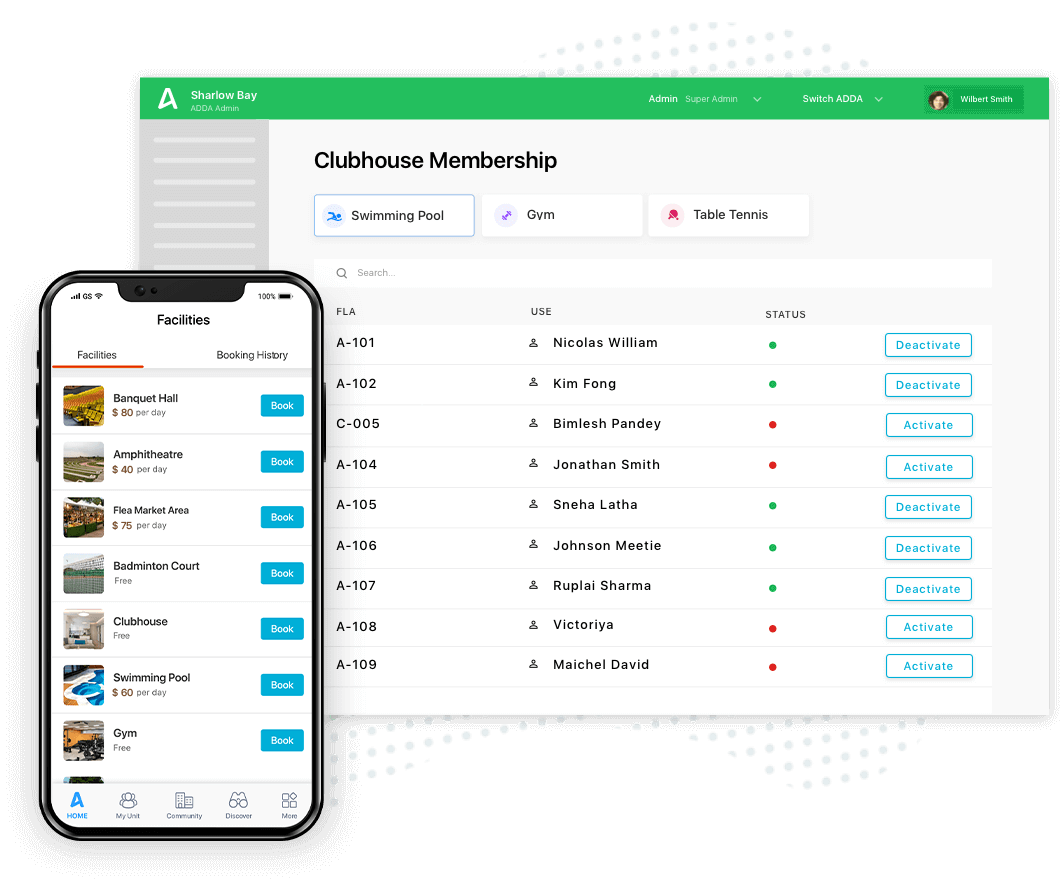 Sharlow Bay
ADDA Admin
Admin Super Admin
Switch ADDA
Wilbert Smith
Clubhouse Membership
Swimming Pool
Gym
Table Tennis
Search...
FLA USE STATUS
A-101 Nicolas William Deactivate
A-102 Kim Fong Deactivate
C-005 Bimlesh Pandey Activate
A-104 Jonathan Smith Activate
A-105 Sneha Latha Deactivate
A-106 Johnson Meetie Deactivate
A-107 Ruplai Sharma Deactivate
A-108 Victoriya Activate
A-109 Maichel David Activate
GS 100%
Facilities
Facilities Booking History
Banquet Hall
$ 80 per day
Book
Amphitheatre
$ 40 per day
Book
Flea Market Area
$ 75 per day
Book
Badminton Court
Free
Book
Clubhouse
Free
Book
Swimming Pool
$ 60 per day
Book
Gym
Free
Book
HOME My Unit Community Discover More